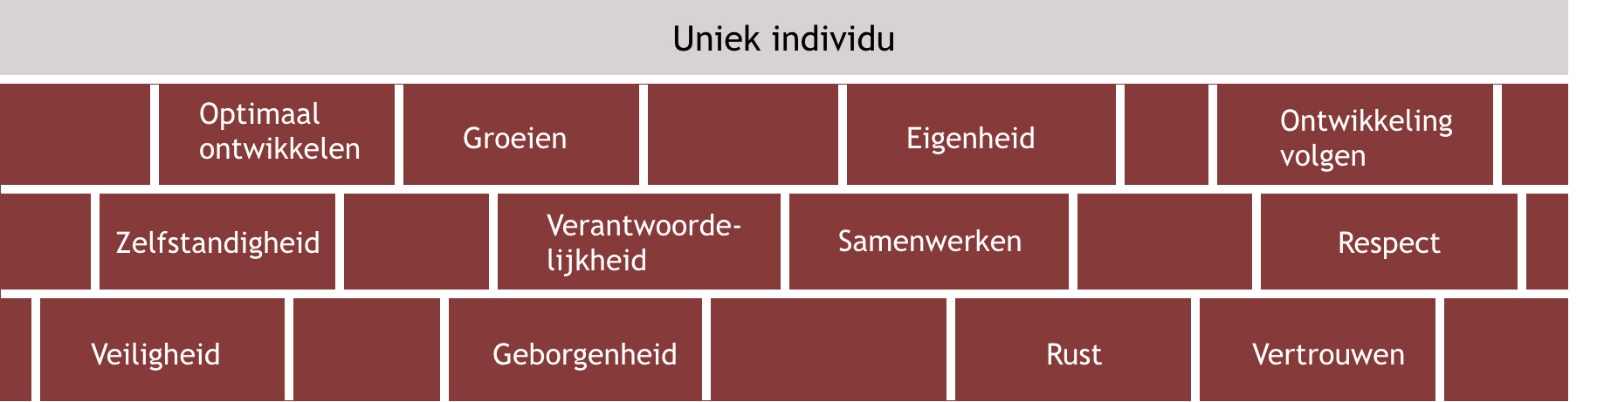 Uniek individu
Optimaal
ontwikkelen
Groeien
Eigenheid
Ontwikkeling
volgen
Zelfstandigheid
Verantwoorde-
lijkheid
Samenwerken
Respect
Veiligheid
Geborgenheid
Rust
Vertrouwen